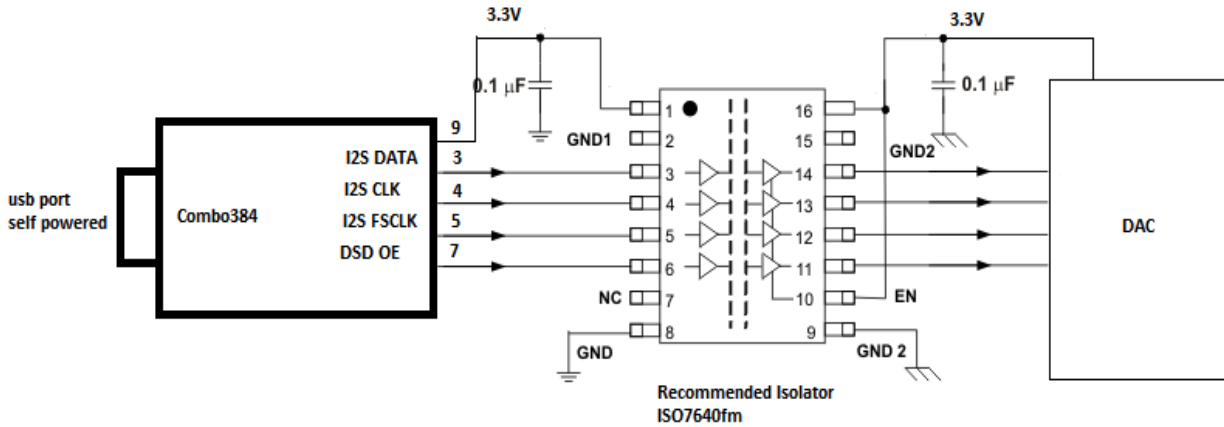 3.3V
3.3V
0.1 µF
0.1 µF
9
1
16
GND1
2
15
GND2
I2S DATA
3
3
14
I2S CLK
4
4
13
usb port
self powered
Combo384
I2S FSCLK
5
5
12
DAC
DSD OE
7
6
11
NC
7
10
EN
8
9
GND
GND 2
Recommended Isolator
ISO7640fm